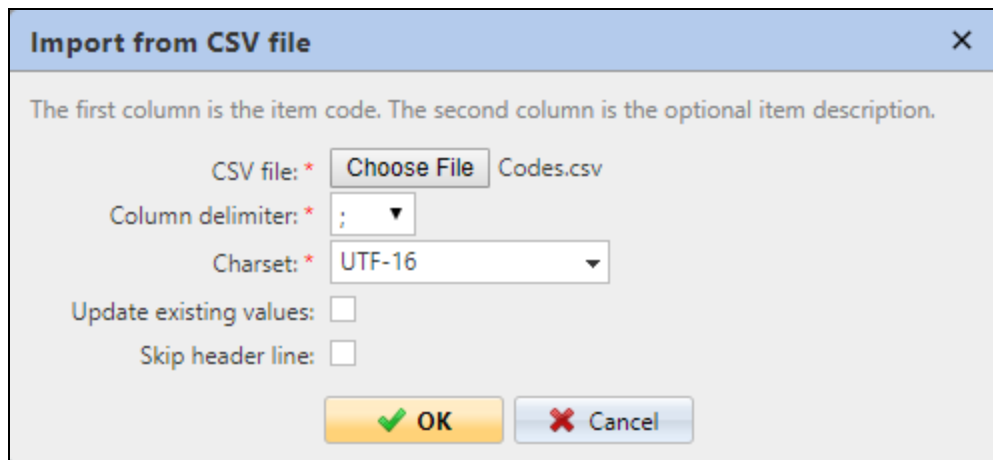 Import from CSV file
The first column is the item code. The second column is the optional item description.
CSV file: * Choose File Codes.csv
Column delimiter: * ;
Charset: * UTF-16
Update existing values:
Skip header line:
OK Cancel